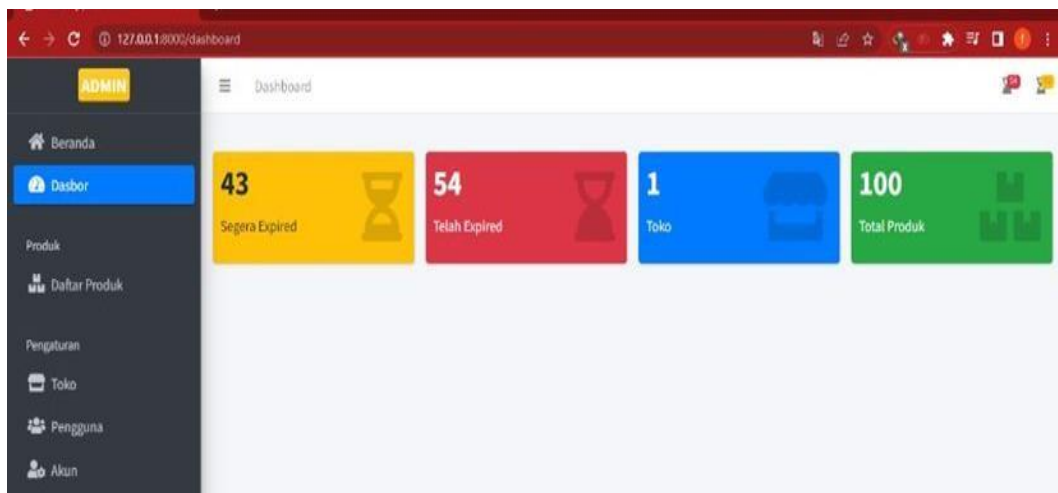 127.0.0.1:8000/dashboard
ADMIN
Dashboard
Beranda
Dasbor
43
Segera Expired
54
Telah Expired
1
Toko
100
Total Produk
Produk
Daftar Produk
Pengaturan
Toko
Pengguna
Akun